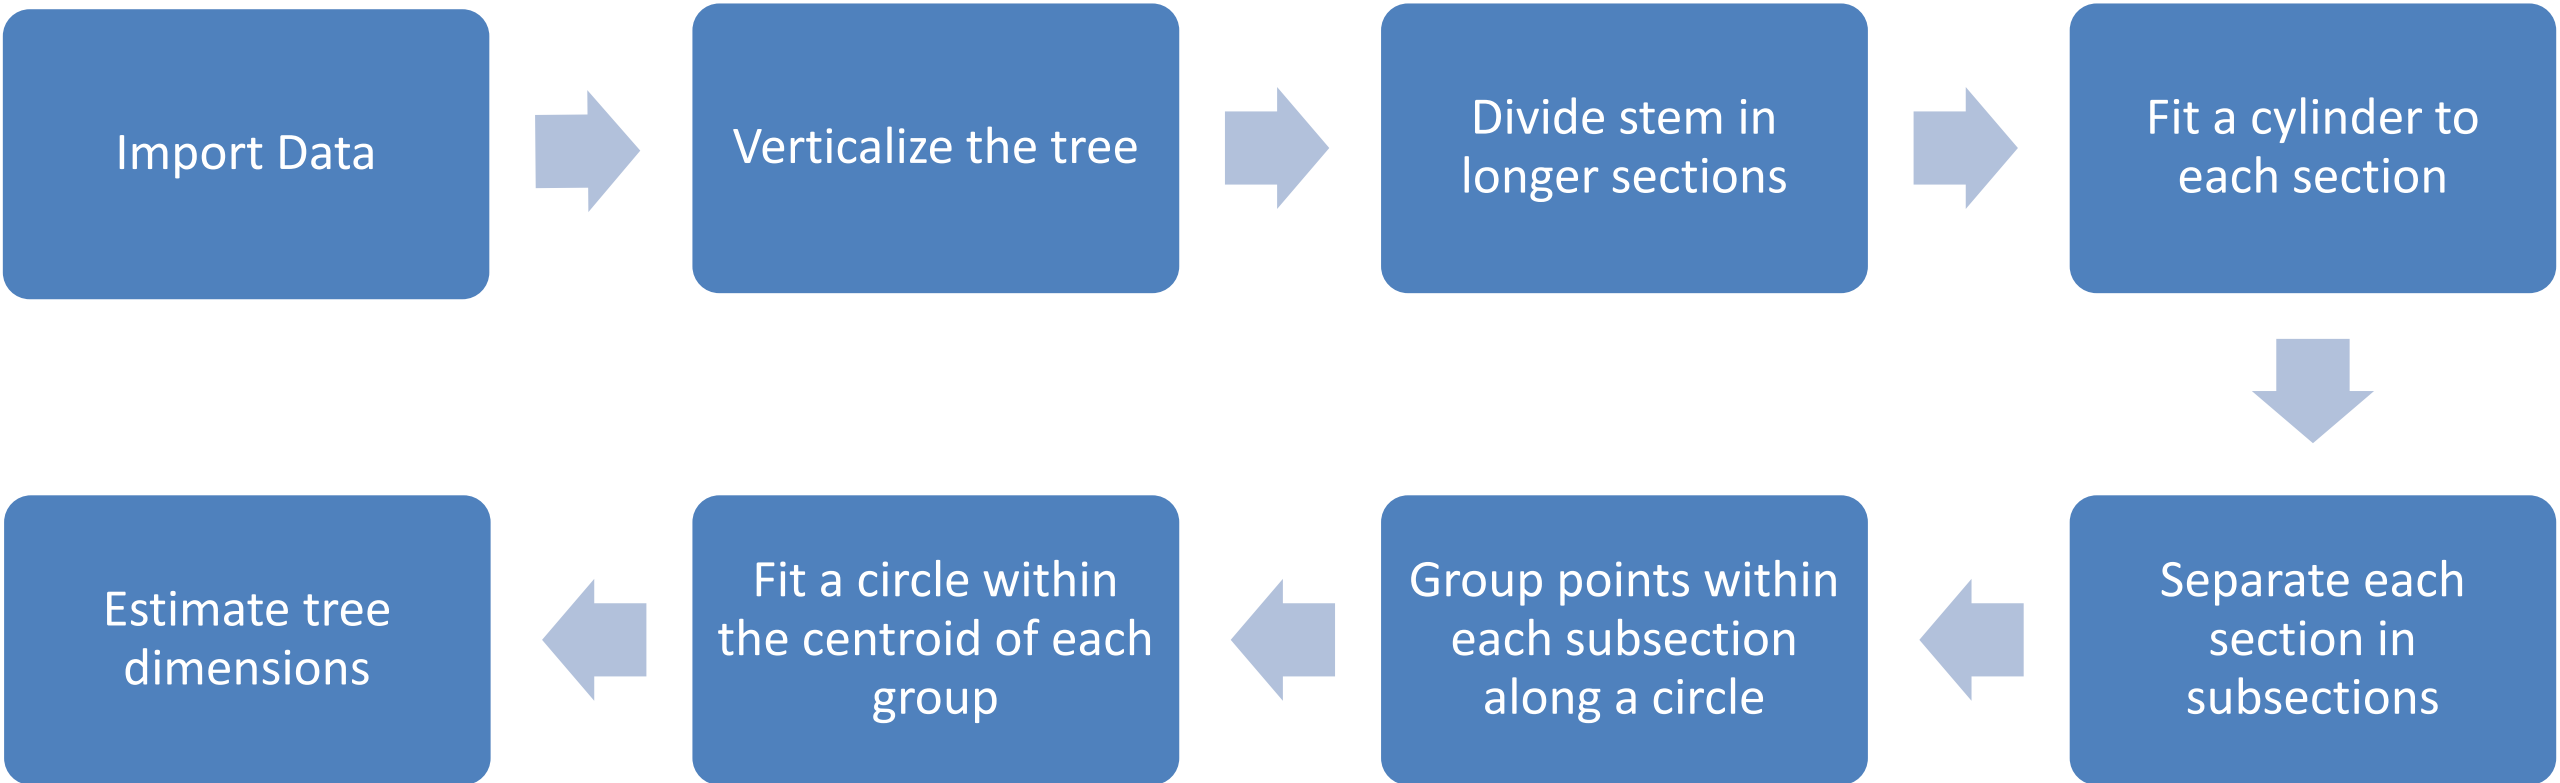 Import Data
Verticalize the tree
Divide stem in
longer sections
Fit a cylinder to
each section
Separate each
section in
subsections
Group points within
each subsection
along a circle
Fit a circle within
the centroid of each
group
Estimate tree
dimensions